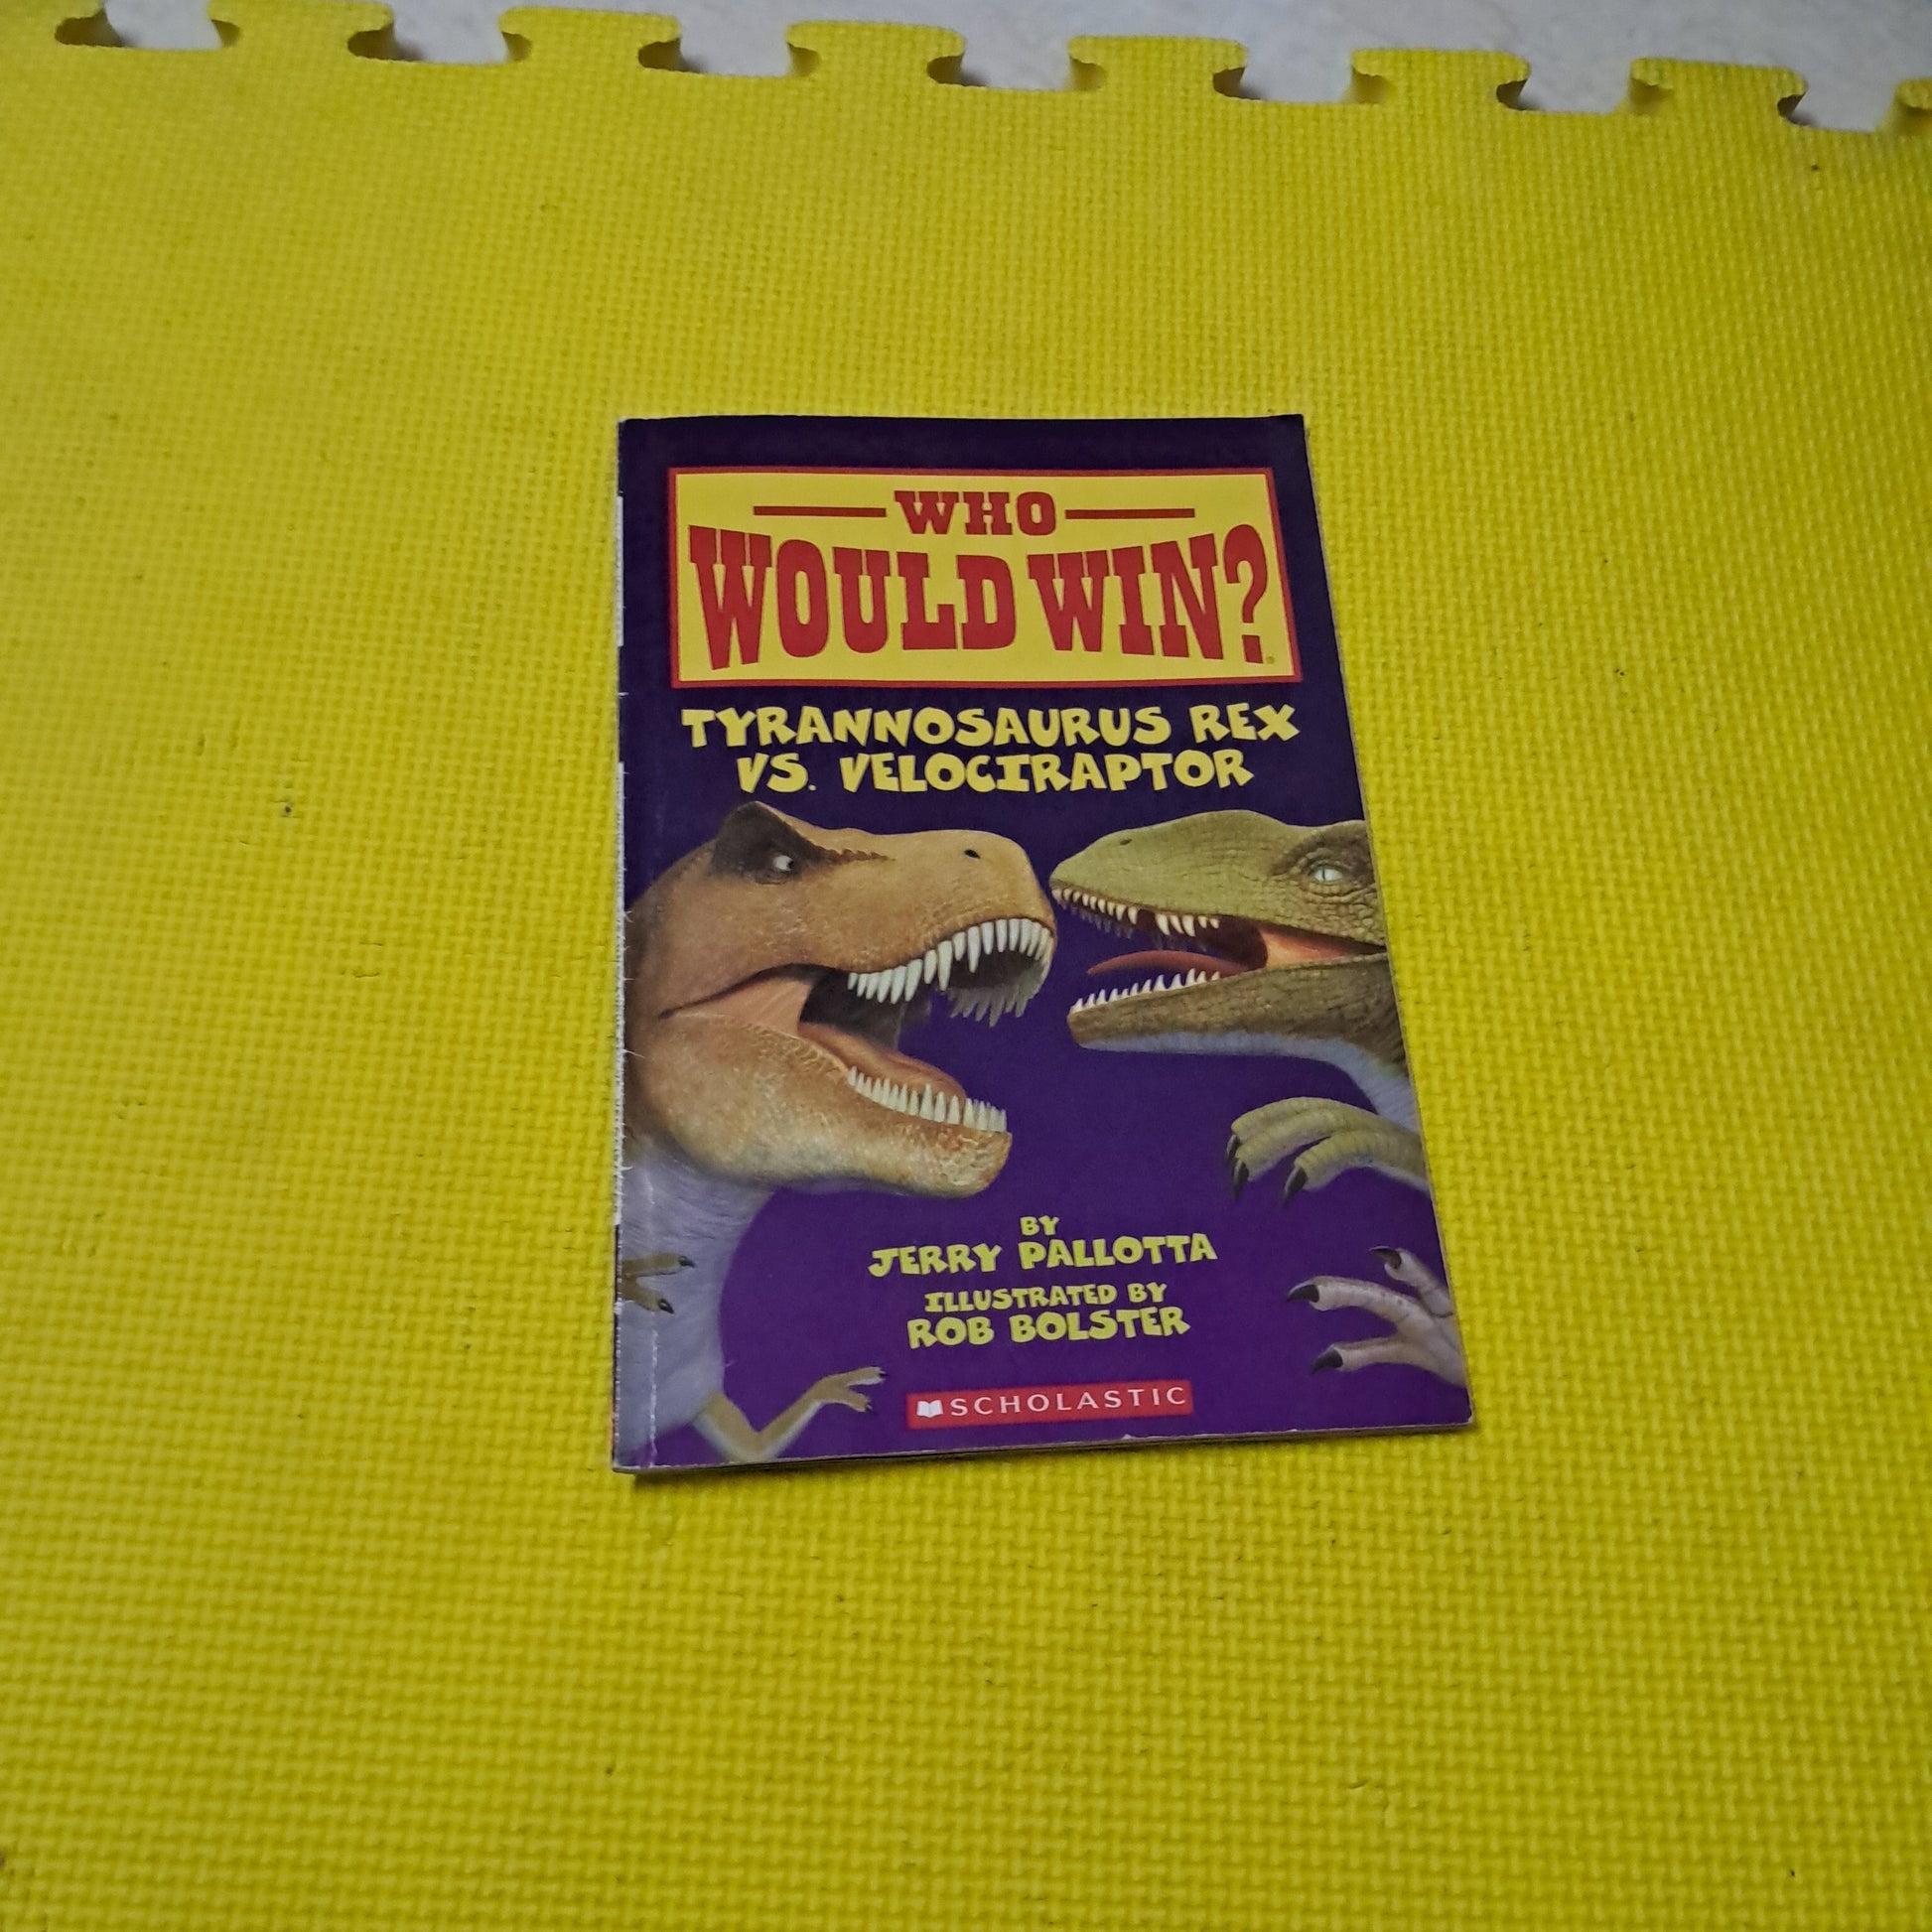 WHO
WOULD WIN?
TYRANNOSAURUS REX
VS. VELOCIRAPTOR
BY
JERRY PALLOTTA
ILLUSTRATED BY
ROB BOLSTER
SCHOLASTIC